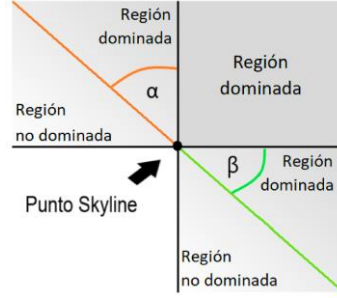 Región
dominada
α
Región
dominada
Región
no dominada
β
Región
dominada
Punto Skyline
Región
no dominada